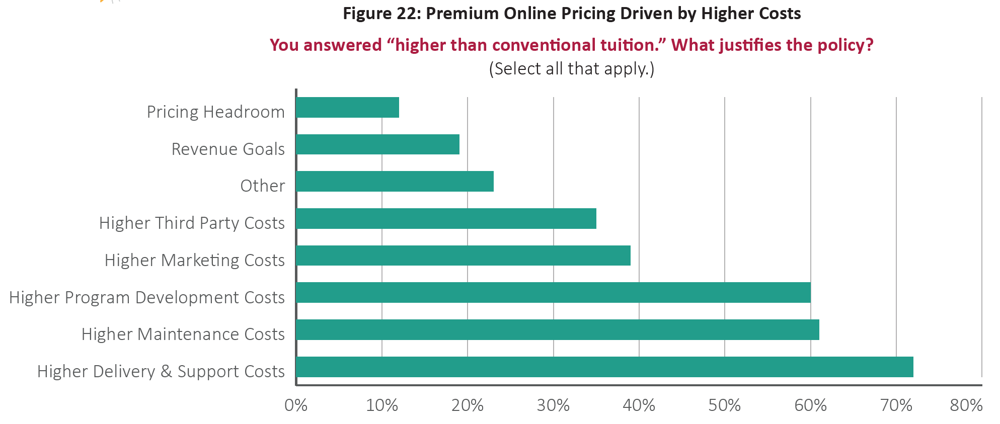 Figure 22: Premium Online Pricing Driven by Higher Costs
You answered “higher than conventional tuition.” What justifies the policy?
(Select all that apply.)
Pricing Headroom
Revenue Goals
Other
Higher Third Party Costs
Higher Marketing Costs
Higher Program Development Costs
Higher Maintenance Costs
Higher Delivery & Support Costs
0% 10% 20% 30% 40% 50% 60% 70% 80%